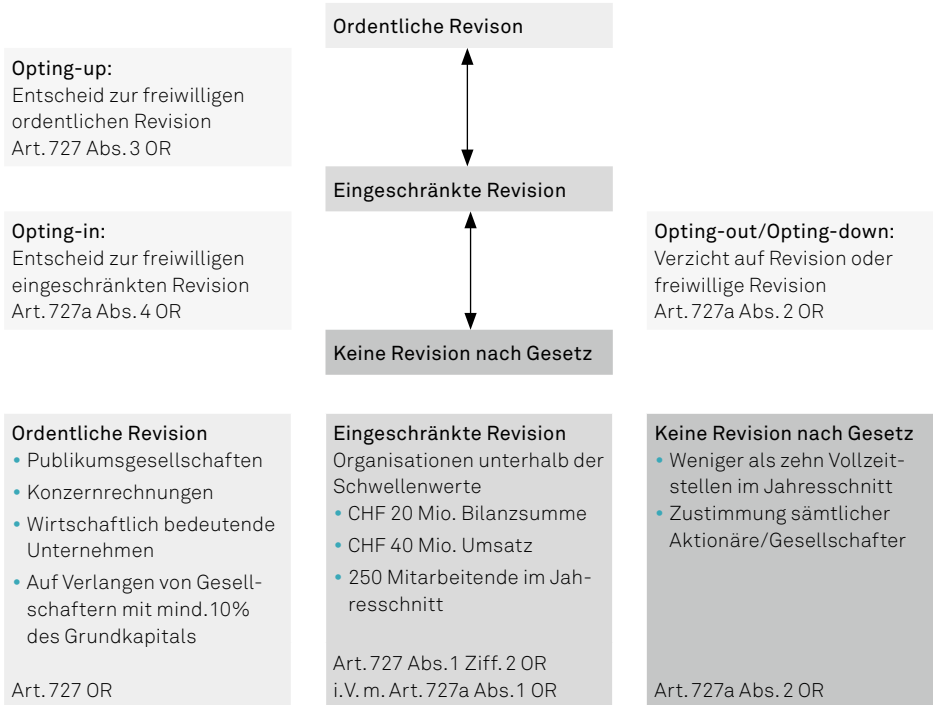 Ordentliche Revison
Opting-up:
Entscheid zur freiwilligen
ordentlichen Revision
Art. 727 Abs. 3 OR
Eingeschränkte Revision
Opting-in:
Entscheid zur freiwilligen
eingeschränkten Revision
Art. 727a Abs. 4 OR
Opting-out/Opting-down:
Verzicht auf Revision oder
freiwillige Revision
Art. 727a Abs. 2 OR
Keine Revision nach Gesetz
Ordentliche Revision
• Publikumsgesellschaften
• Konzernrechnungen
• Wirtschaftlich bedeutende
Unternehmen
• Auf Verlangen von Gesell-
schaftern mit mind. 10%
des Grundkapitals
Art. 727 OR
Eingeschränkte Revision
Organisationen unterhalb der
Schwellenwerte
• CHF 20 Mio. Bilanzsumme
• CHF 40 Mio. Umsatz
• 250 Mitarbeitende im Jah-
resschnitt
Art. 727 Abs. 1 Ziff. 2 OR
i.V. m. Art. 727a Abs. 1 OR
Keine Revision nach Gesetz
• Weniger als zehn Vollzeit-
stellen im Jahresschnitt
• Zustimmung sämtlicher
Aktionäre/Gesellschafter
Art. 727a Abs. 2 OR